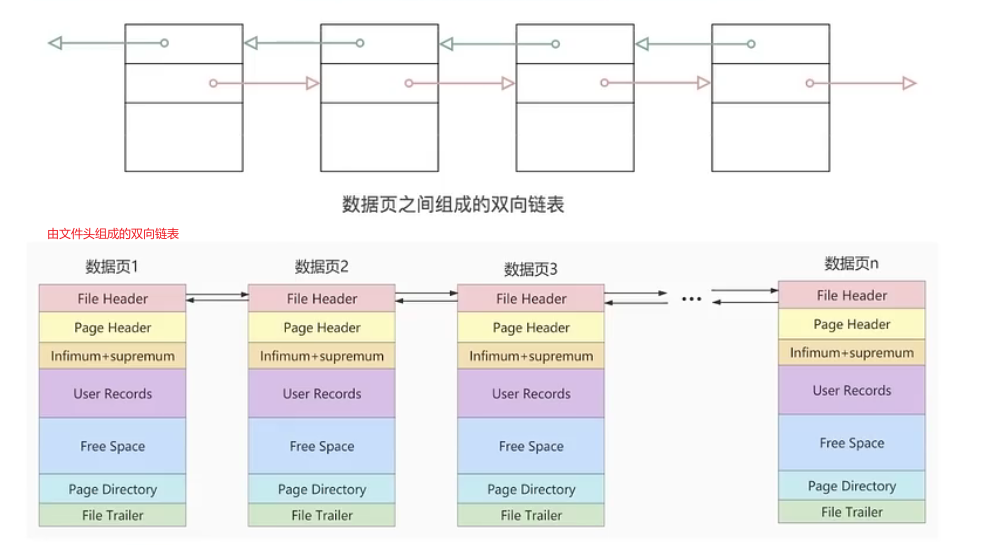 数据页之间组成的双向链表
由文件头组成的双向链表
数据页1
数据页2
数据页3
数据页n
File Header
File Header
File Header
...
File Header
Page Header
Page Header
Page Header
Page Header
Infimum+supremum
Infimum+supremum
Infimum+supremum
Infimum+supremum
User Records
User Records
User Records
User Records
Free Space
Free Space
Free Space
Free Space
Page Directory
Page Directory
Page Directory
Page Directory
File Trailer
File Trailer
File Trailer
File Trailer